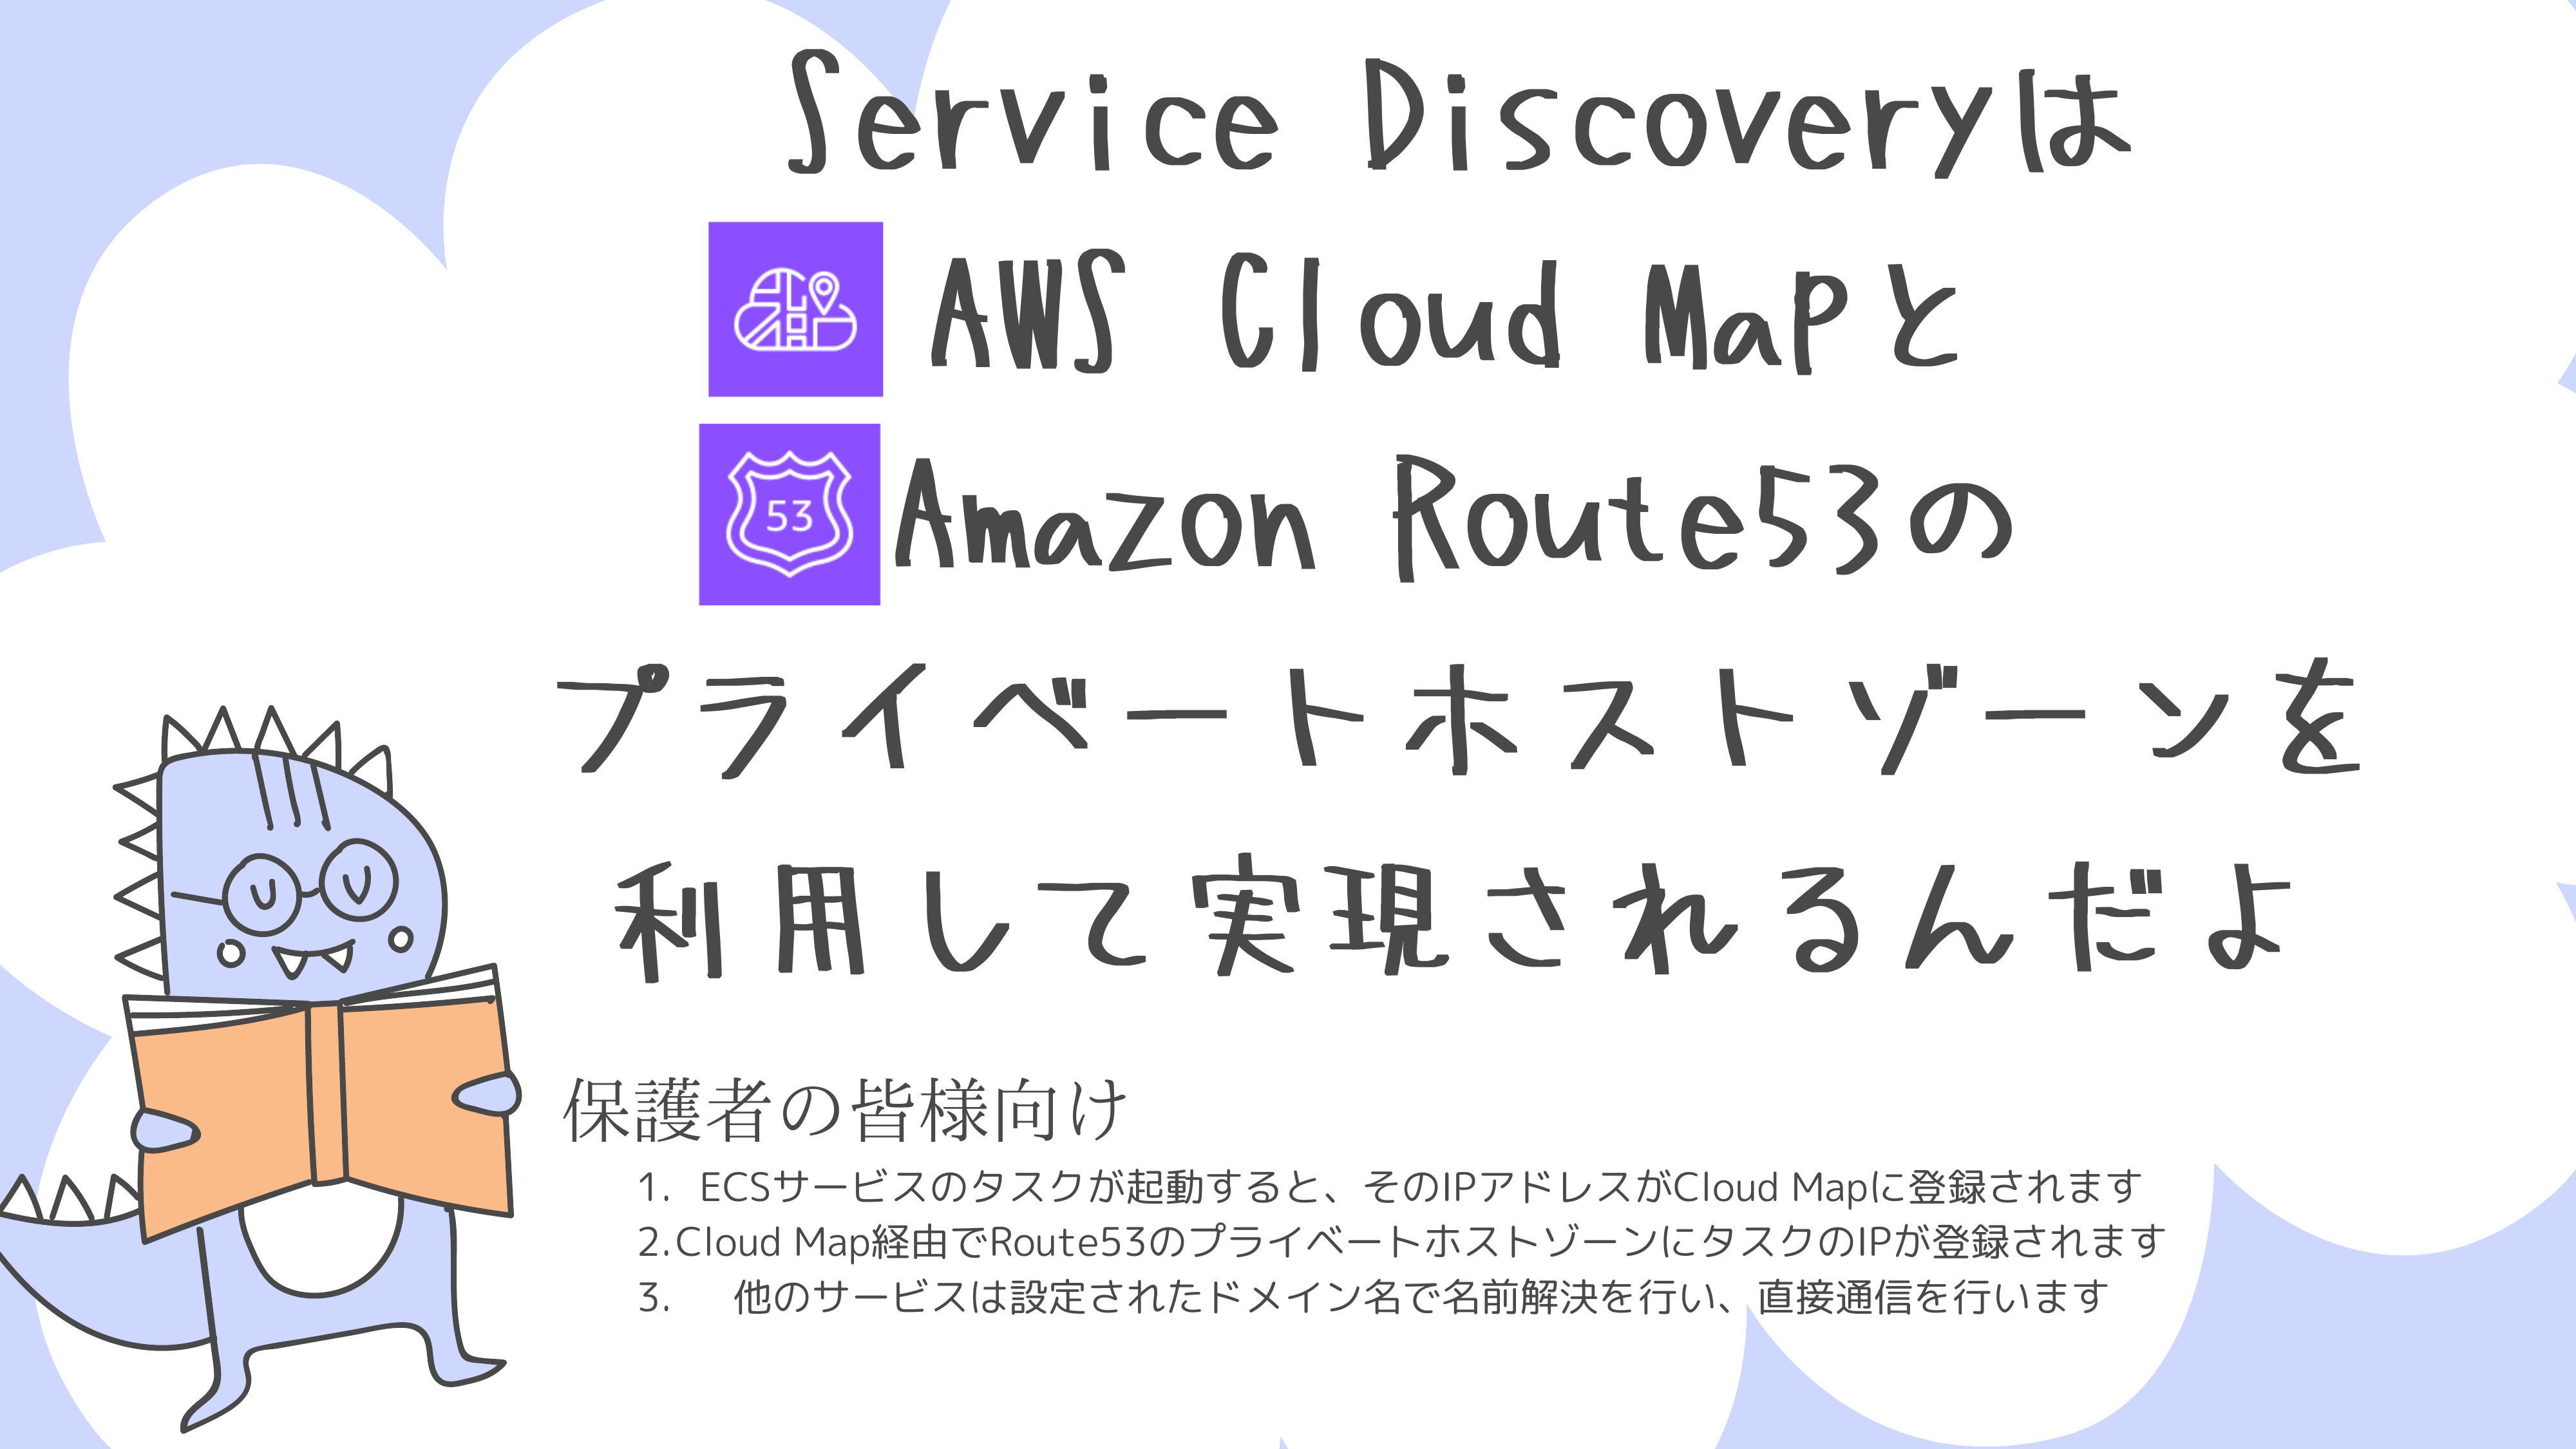 Service Discoveryは
AWS Cloud Mapと
53
Amazon Route53の
プライベートホストゾーンを
利用して実現されるんだよ
保護者の皆様向け
1. ECSサービスのタスクが起動すると、そのIPアドレスがCloud Mapに登録されます
2. Cloud Map経由でRoute53のプライベートホストゾーンにタスクのIPが登録されます
3. 他のサービスは設定されたドメイン名で名前解決を行い、直接通信を行います